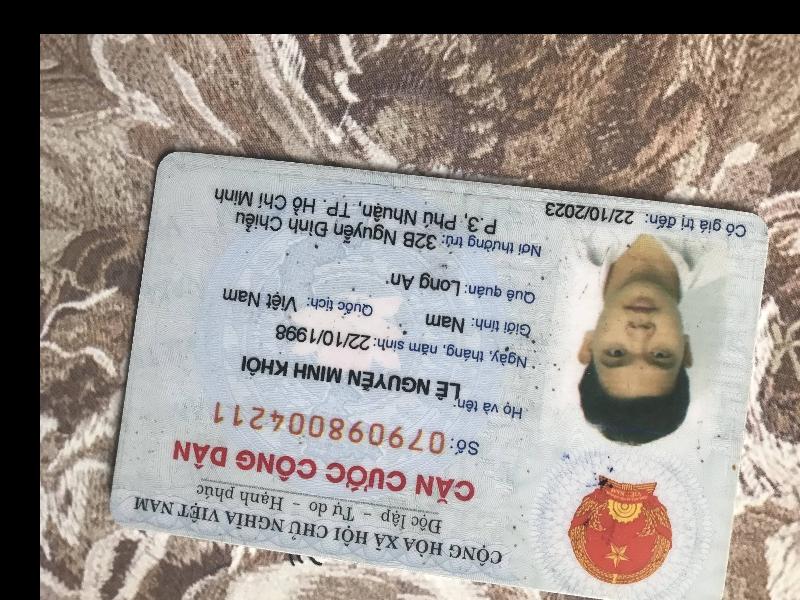 CỘNG HÒA XÃ HỘI CHỦ NGHĨA VIỆT NAM
Độc lập - Tự do - Hạnh phúc
CĂN CƯỚC CÔNG DÂN
Số: 079098004211
Họ và tên: LÊ NGUYỄN MINH KHÔI
Ngày, tháng, năm sinh: 22/10/1998
Giới tính: Nam Quốc tịch: Việt Nam
Quê quán: Long An
Nơi thường trú: 32B Nguyễn Đình Chiểu
P.3, Phú Nhuận, TP. Hồ Chí Minh
Có giá trị đến: 22/10/2023